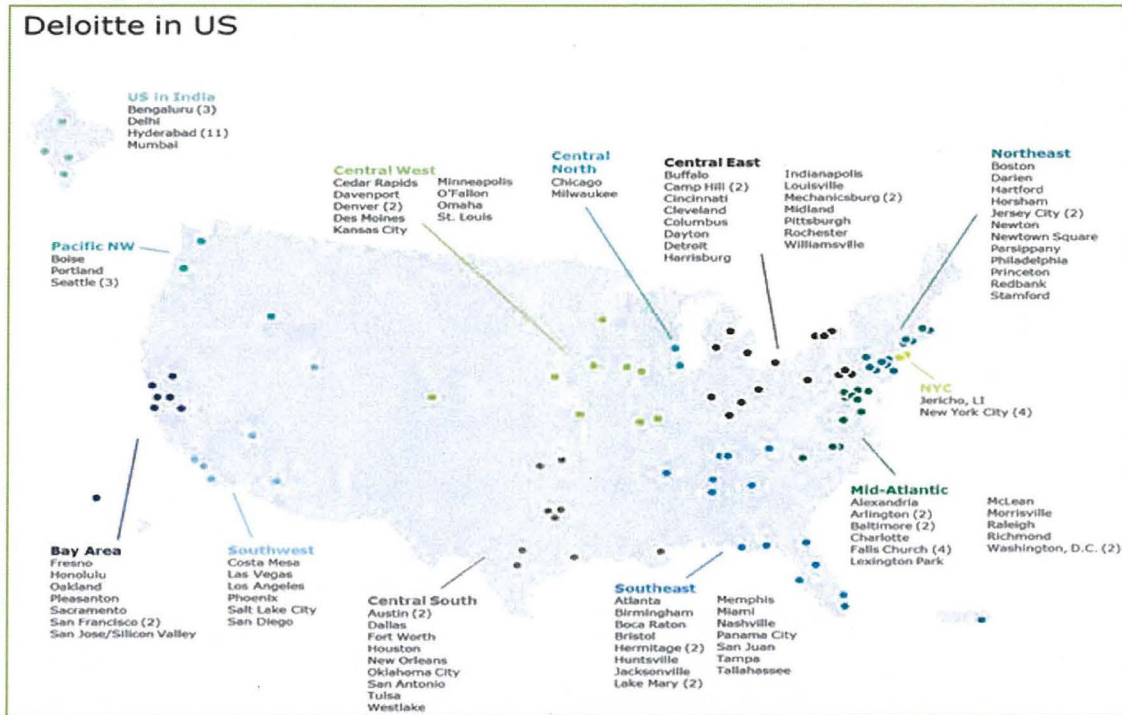 Deloitte in US
US in India
Bengaluru (3)
Delhi
Hyderabad (11)
Mumbai
Pacific NW
Boise
Portland
Seattle (3)
Central West
Cedar Rapids
Davenport
Denver (2)
Des Moines
Kansas City
Minneapolis
O'Fallon
Omaha
St. Louis
Central
North
Chicago
Milwaukee
Central East
Buffalo
Camp Hill (2)
Cincinnati
Cleveland
Columbus
Dayton
Detroit
Harrisburg
Indianapolis
Louisville
Mechanicsburg (2)
Midland
Pittsburgh
Rochester
Williamsville
Northeast
Boston
Darien
Hartford
Horsham
Jersey City (2)
Newton
Newtown Square
Parsippany
Philadelphia
Princeton
Redbank
Stamford
NYC
Jericho, LI
New York City (4)
Mid-Atlantic
Alexandria
Arlington (2)
Baltimore (2)
Charlotte
Falls Church (4)
Lexington Park
McLean
Morrisville
Raleigh
Richmond
Washington, D.C. (2)
Bay Area
Fresno
Honolulu
Oakland
Pleasanton
Sacramento
San Francisco (2)
San Jose/Silicon Valley
Southwest
Costa Mesa
Las Vegas
Los Angeles
Phoenix
Salt Lake City
San Diego
Central South
Austin (2)
Dallas
Fort Worth
Houston
New Orleans
Oklahoma City
San Antonio
Tulsa
Westlake
Southeast
Atlanta
Birmingham
Boca Raton
Bristol
Hermitage (2)
Huntsville
Jacksonville
Lake Mary (2)
Memphis
Miami
Nashville
Panama City
San Juan
Tampa
Tallahassee